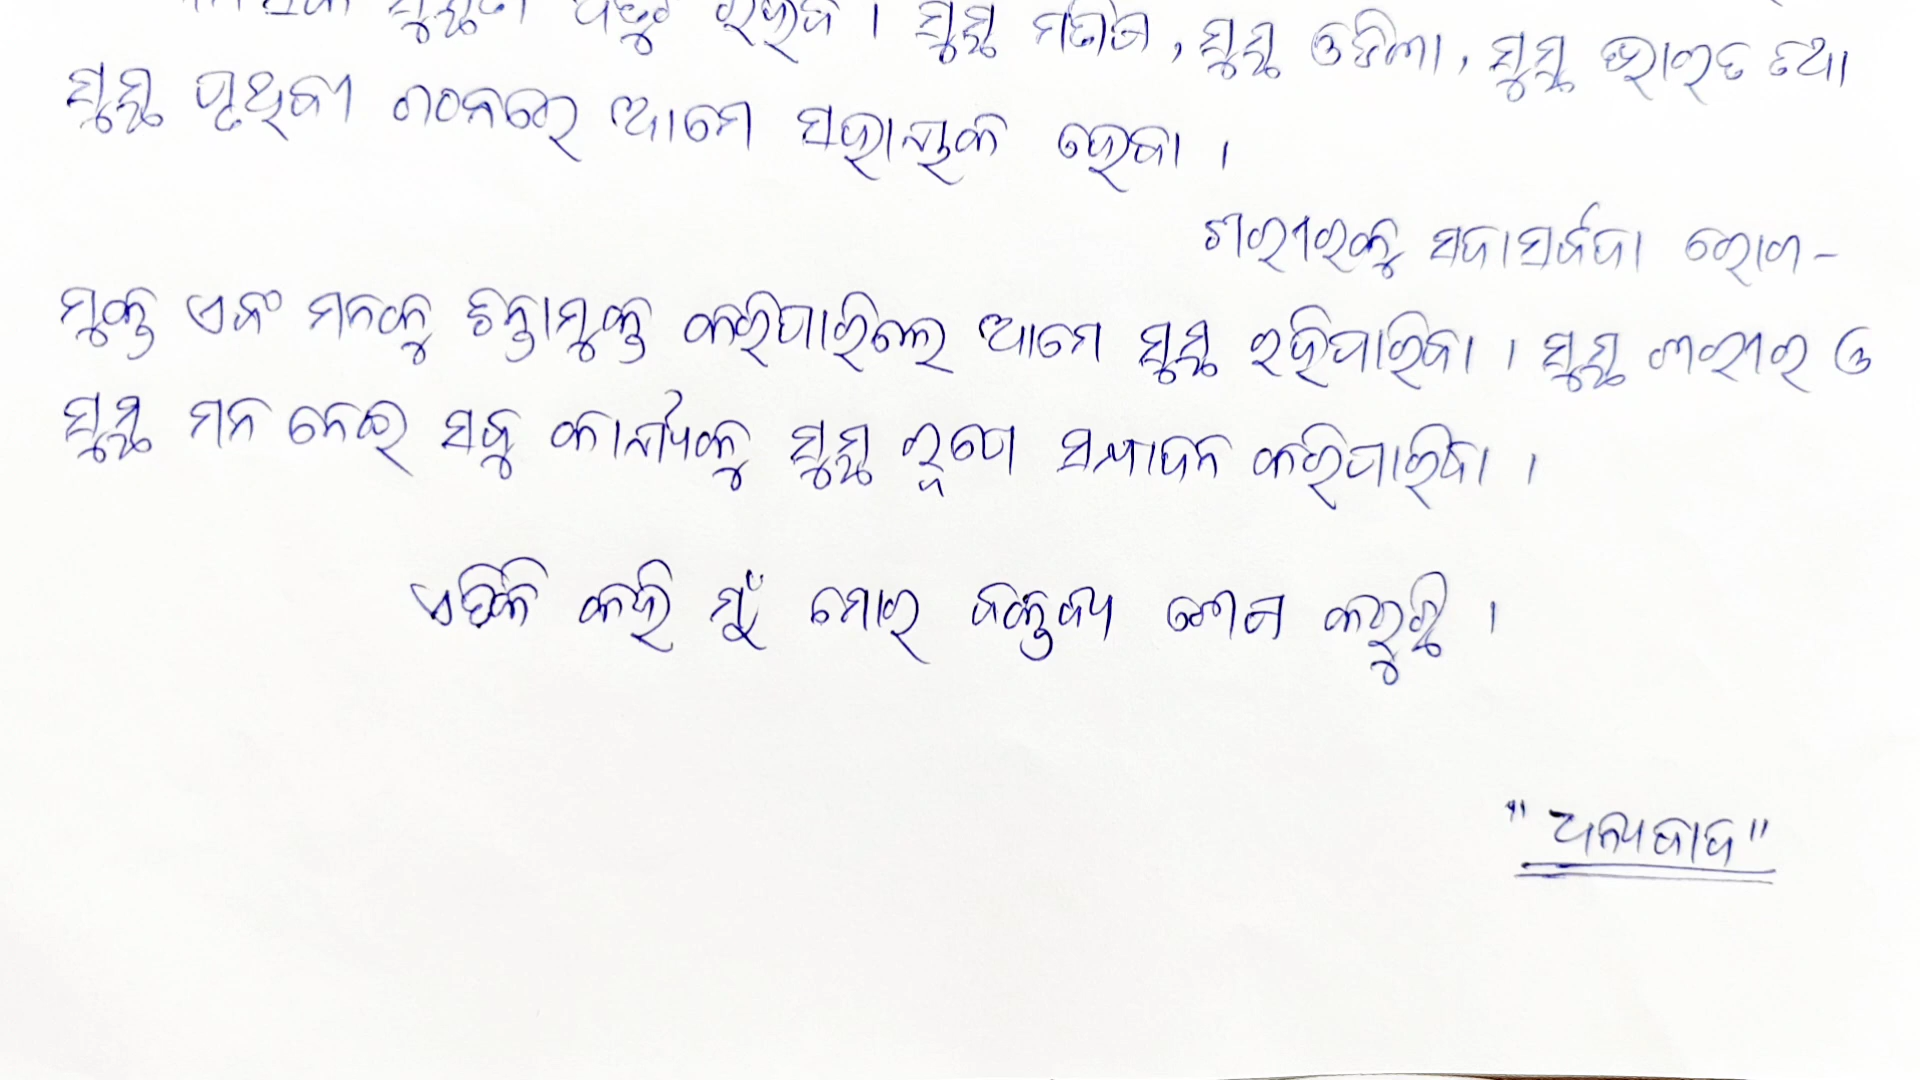 ସୁସ୍ଥ ସମାଜ, ସୁସ୍ଥ ଓଡିଶା, ସୁସ୍ଥ ଭାରତ ତଥା
ସୁସ୍ଥ ପୃଥିବୀ ଗଠନରେ ଆମେ ସହାୟକ ହେବା ।
ଶରୀରକୁ ସଦାସର୍ବଦା ରୋଗ-
ମୁକ୍ତ ଏବଂ ମନକୁ ଚିନ୍ତାମୁକ୍ତ କରିପାରିଲେ ଆମେ ସୁସ୍ଥ ରହିପାରିବା । ସୁସ୍ଥ ଶରୀର ଓ
ସୁସ୍ଥ ମନ ନେଇ ସବୁ କାର୍ଯ୍ୟକୁ ସୁସ୍ଥ ରୂପେ ସମ୍ପାଦନ କରିପାରିବା ।
ଏତିକି କହି ମୁଁ ମୋର ବକ୍ତବ୍ୟ ଶେଷ କରୁଛି ।
"ଧନ୍ୟବାଦ"